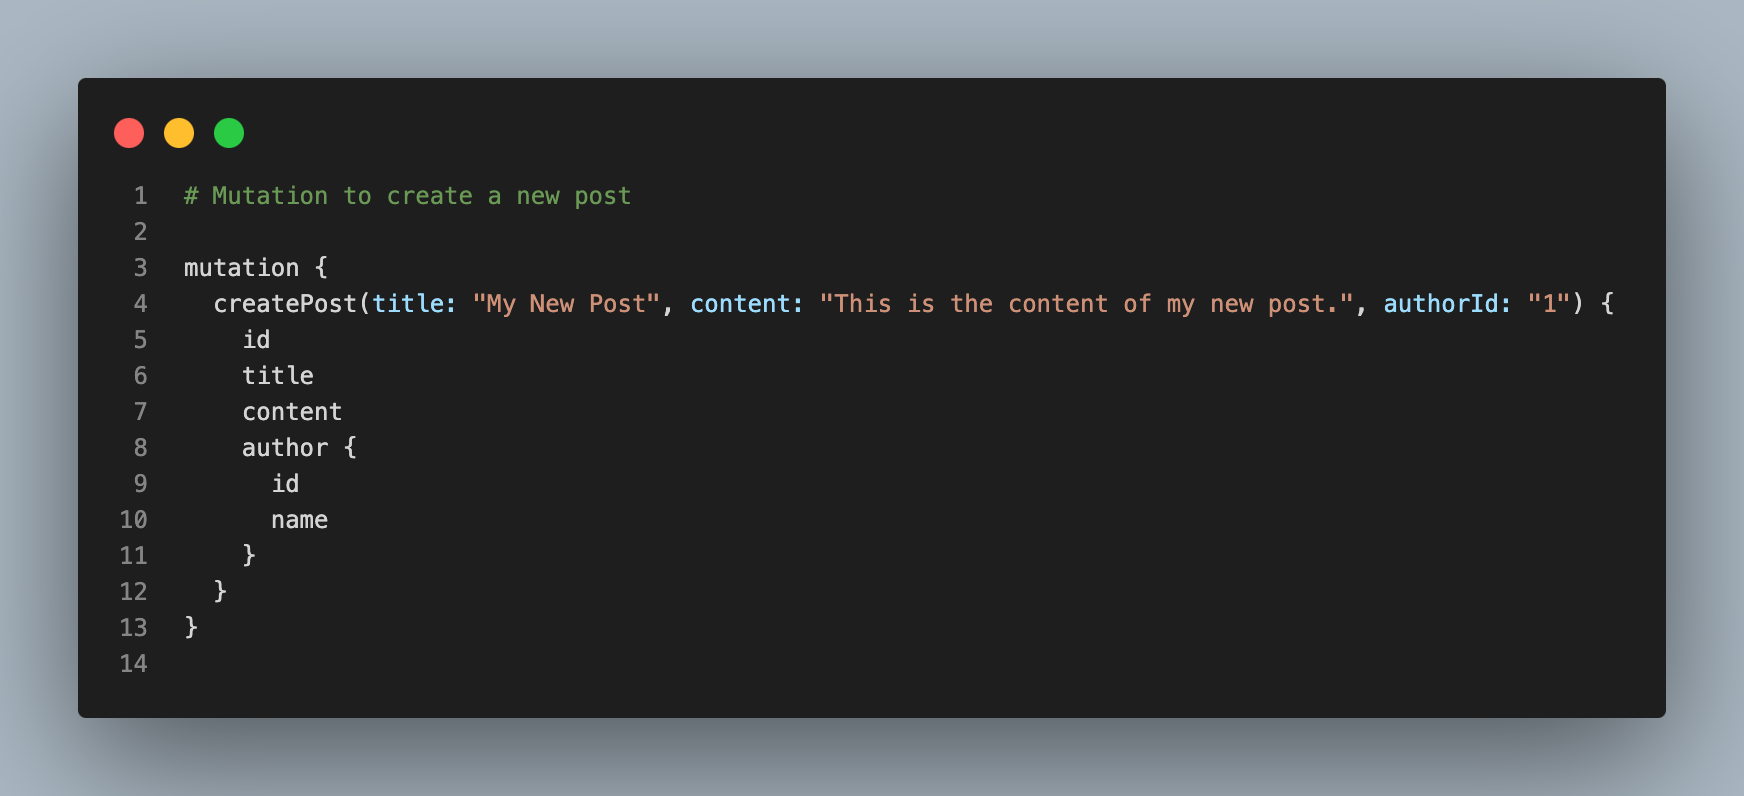 1 # Mutation to create a new post
2
3 mutation {
4   createPost(title: "My New Post", content: "This is the content of my new post.", authorId: "1") {
5     id
6     title
7     content
8     author {
9       id
10       name
11     }
12   }
13 }
14